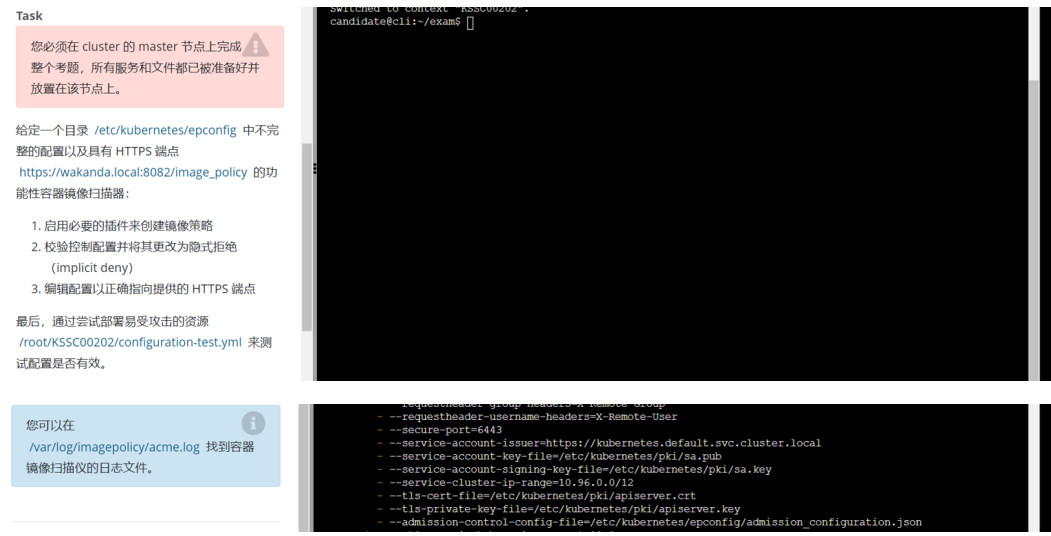 Task
您必须在 cluster 的 master 节点上完成
整个考题，所有服务和文件都已被准备好并
放置在该节点上。
给定一个目录 /etc/kubernetes/epconfig 中不完
整的配置以及具有 HTTPS 端点
https://wakanda.local:8082/image_policy 的功
能性容器镜像扫描器：
1. 启用必要的插件来创建镜像策略
2. 校验控制配置并将其更改为隐式拒绝
（implicit deny）
3. 编辑配置以正确指向提供的 HTTPS 端点
最后，通过尝试部署易受攻击的资源
/root/KSSC00202/configuration-test.yml 来测
试配置是否有效。
Switched to context "KSSC00202".
candidate@cli:~/exam$
您可以在
/var/log/imagepolicy/acme.log 找到容器
镜像扫描仪的日志文件。
- --requestheader-group-headers=X-Remote-Group
- --requestheader-username-headers=X-Remote-User
- --secure-port=6443
- --service-account-issuer=https://kubernetes.default.svc.cluster.local
- --service-account-key-file=/etc/kubernetes/pki/sa.pub
- --service-account-signing-key-file=/etc/kubernetes/pki/sa.key
- --service-cluster-ip-range=10.96.0.0/12
- --tls-cert-file=/etc/kubernetes/pki/apiserver.crt
- --tls-private-key-file=/etc/kubernetes/pki/apiserver.key
- --admission-control-config-file=/etc/kubernetes/epconfig/admission_configuration.json